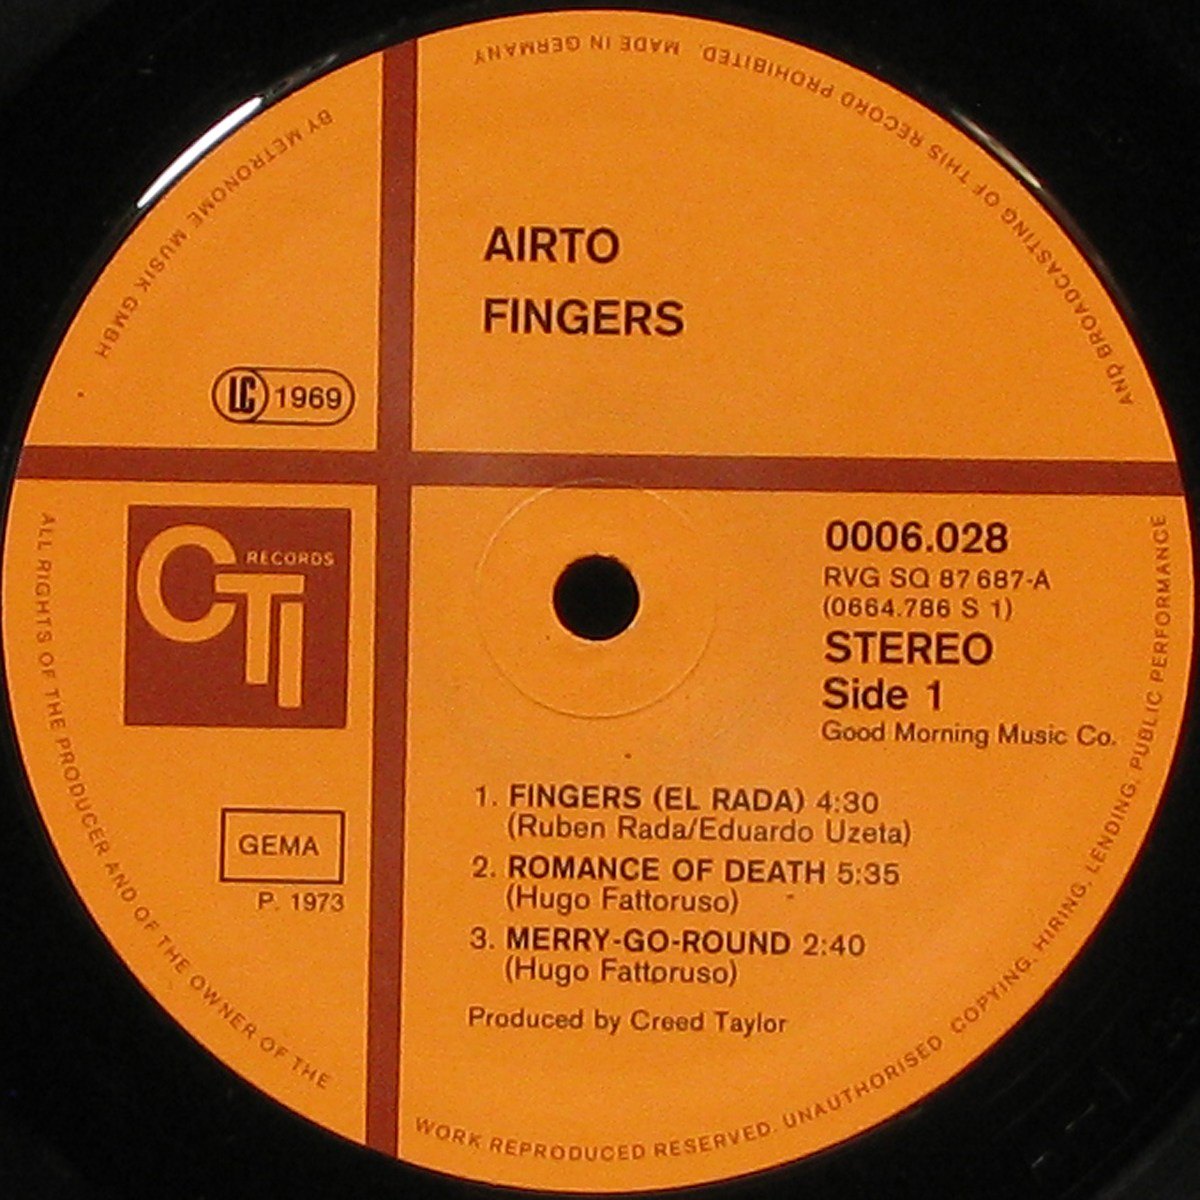 AIRTO
FINGERS
LC 1969
CTI RECORDS
0006.028
RVG SQ 87 687-A
(0664.786 S 1)
STEREO
Side 1
Good Morning Music Co.
GEMA
P. 1973
1. FINGERS (EL RADA) 4:30
(Ruben Rada/Eduardo Uzeta)
2. ROMANCE OF DEATH 5:35
(Hugo Fattoruso)
3. MERRY-GO-ROUND 2:40
(Hugo Fattoruso)
Produced by Creed Taylor
ALL RIGHTS OF THE PRODUCER AND OF THE OWNER OF THE WORK REPRODUCED RESERVED. UNAUTHORISED COPYING, HIRING, LENDING, PUBLIC PERFORMANCE AND BROADCASTING OF THIS RECORD PROHIBITED. MADE IN GERMANY BY METRONOME MUSIK GMBH